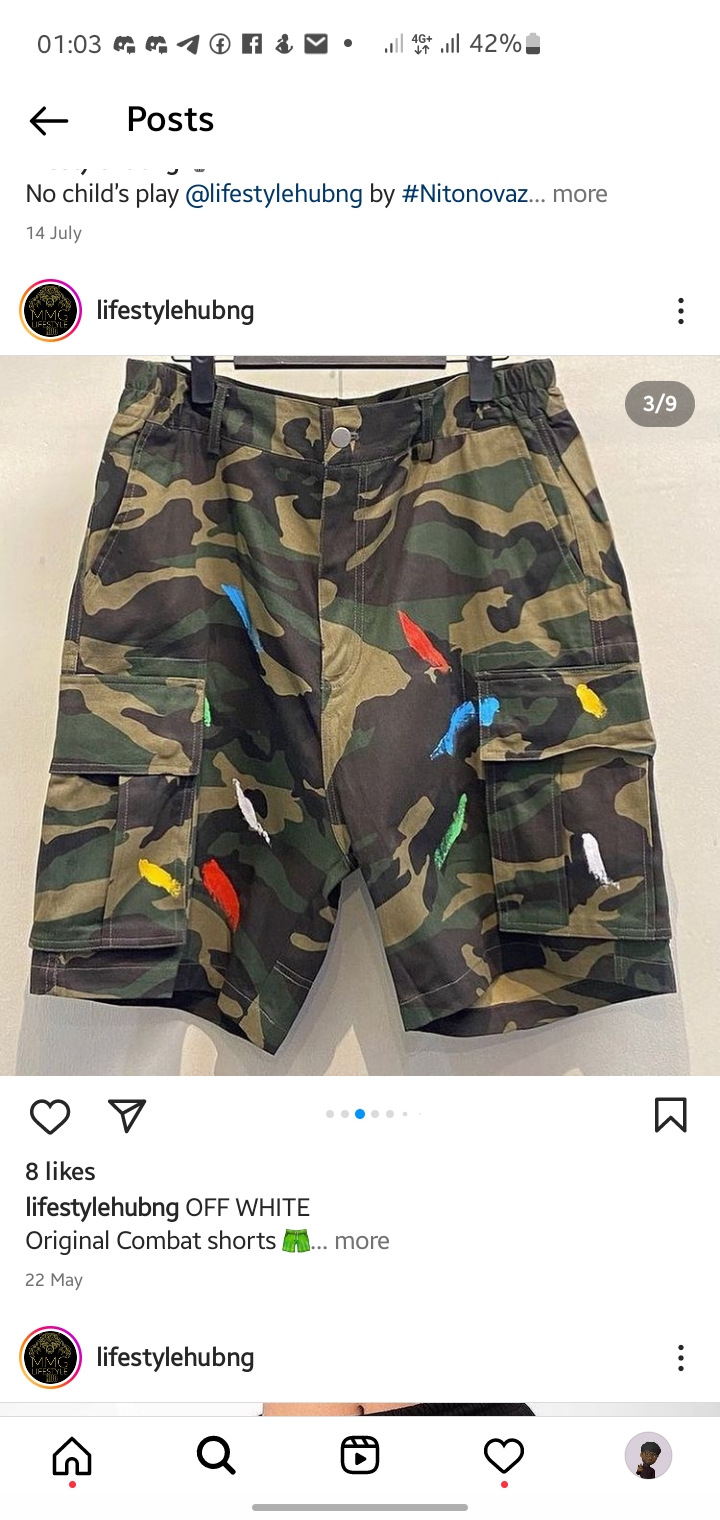 01:03 4G+ 42%
Posts
No child's play @lifestylehubng by #Nitonovaz... more
14 July
MMG
LIFESTYLE
lifestylehubng
3/9
8 likes
lifestylehubng OFF WHITE
Original Combat shorts 🩳... more
22 May
MMG
LIFESTYLE
lifestylehubng